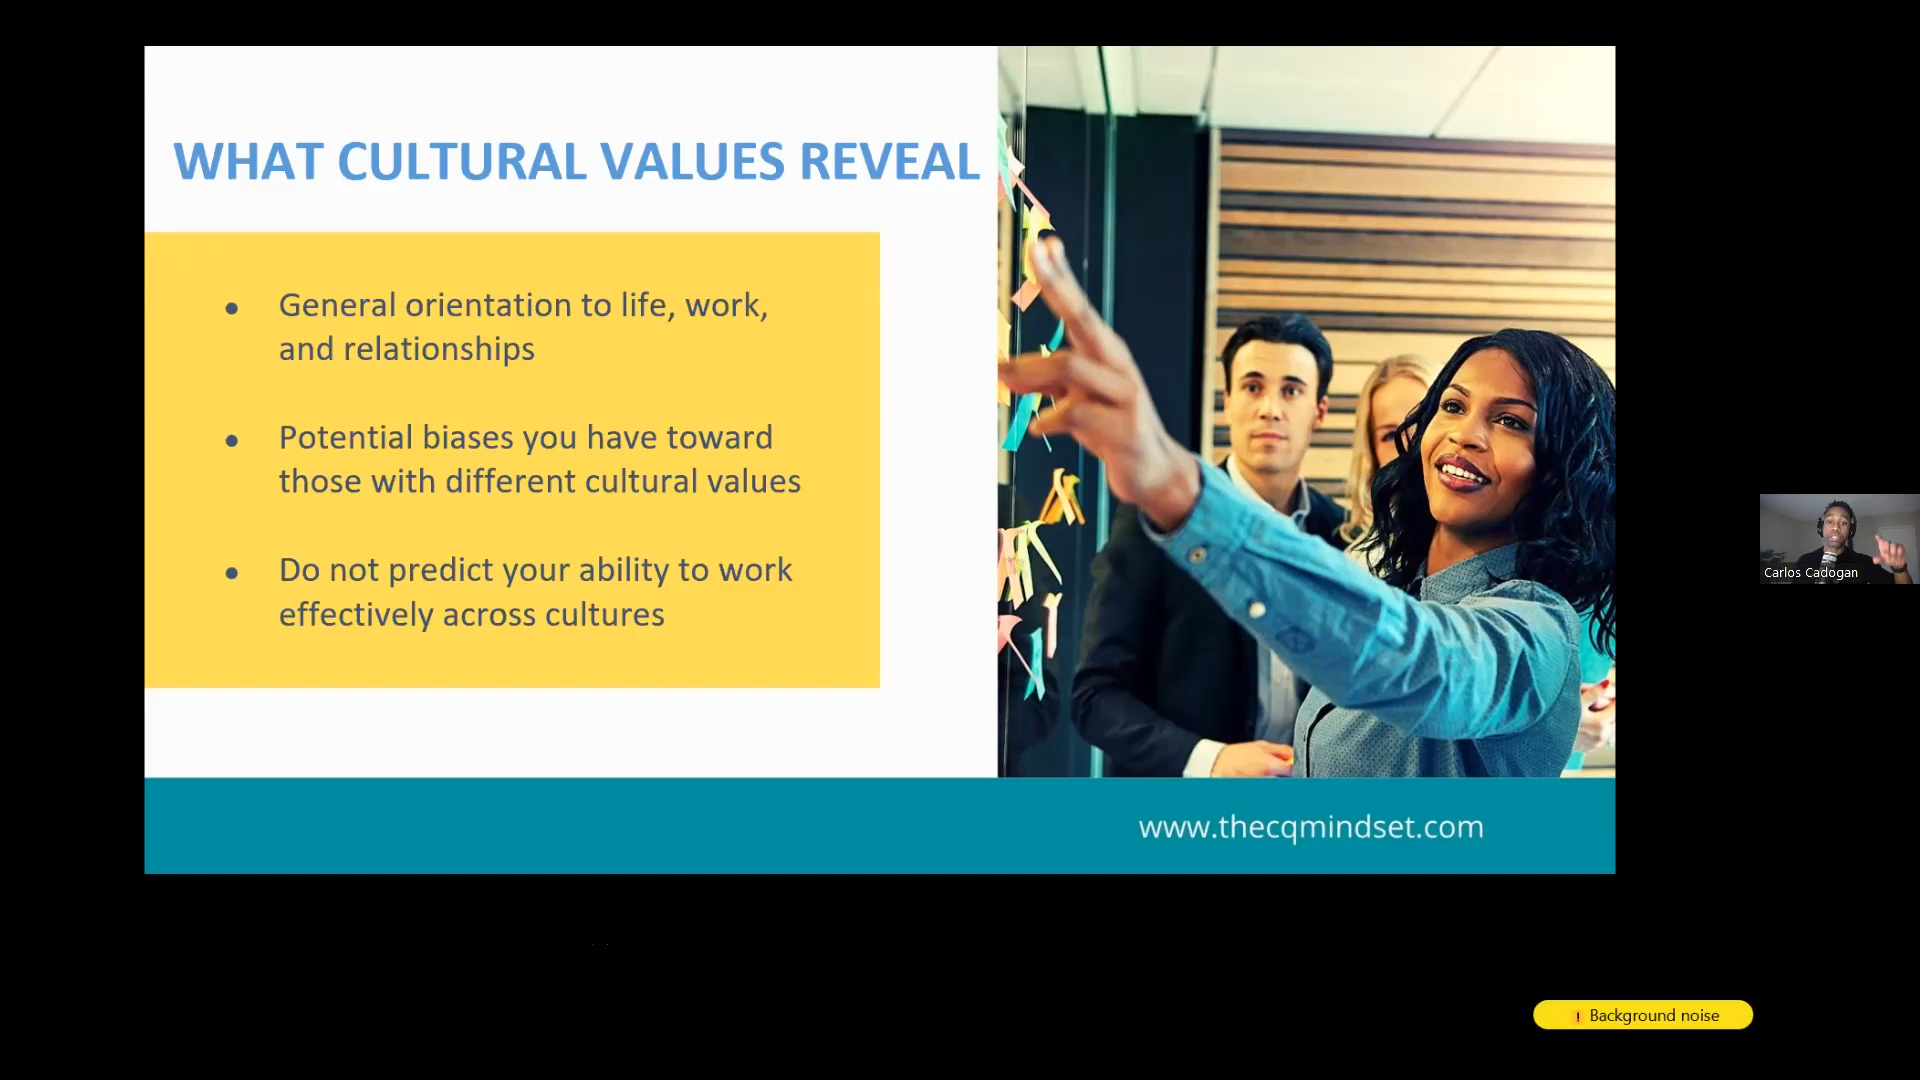 WHAT CULTURAL VALUES REVEAL
• General orientation to life, work,
and relationships
• Potential biases you have toward
those with different cultural values
• Do not predict your ability to work
effectively across cultures
www.thecqmindset.com
Carlos Cadogan
! Background noise